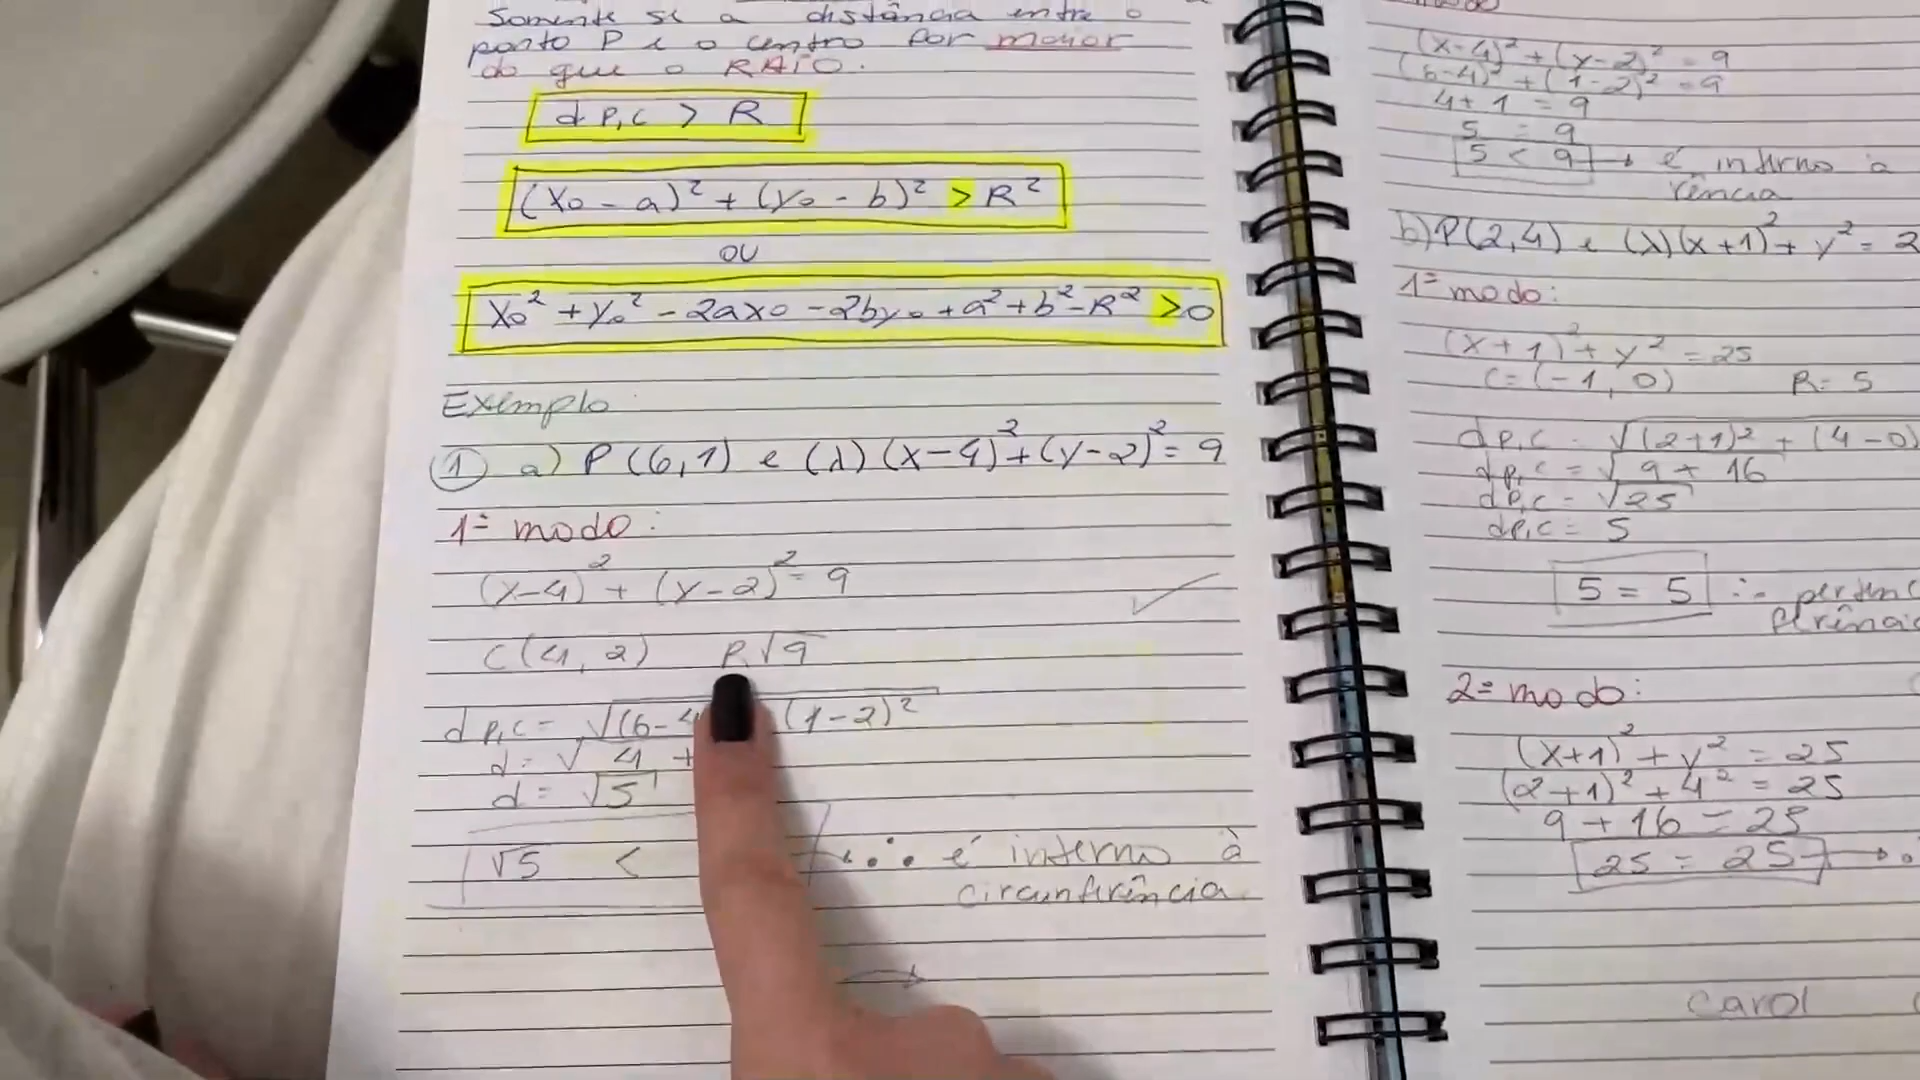 Somente se a distância entre o
ponto P e o centro for maior
do que o RAIO.
d P,C > R
(x₀ - a)² + (y₀ - b)² > R²
OU
x₀² + y₀² - 2ax₀ - 2by₀ + a² + b² - R² > 0
Exemplo
① a) P (6,1) e (λ) (x-4)² + (y-2)² = 9
1º modo:
(x-4)² + (y-2)² = 9
C(4, 2) R √9
d P,C = √(6-4 (1-2)²
d = √ 4 +
d = √5
√5 < ∴ é interno à
circunferência
(x-4)² + (y-2)² = 9
(6-4)² + (1-2)² = 9
4 + 1 = 9
5 = 9
5 < 9 → é interno à
rência
b) P(2,4) e (λ) (x+1)² + y² = 2
1º modo:
(x+1)² + y² = 25
C = (-1, 0) R = 5
d P,C = √(2+1)² + (4-0)
d P,C = √9 + 16
d P,C = √25
d P,C = 5
5 = 5 ∴ pertenc
ferência
2º modo:
(x+1)² + y² = 25
(2+1)² + 4² = 25
9 + 16 = 25
25 = 25 →
Carol